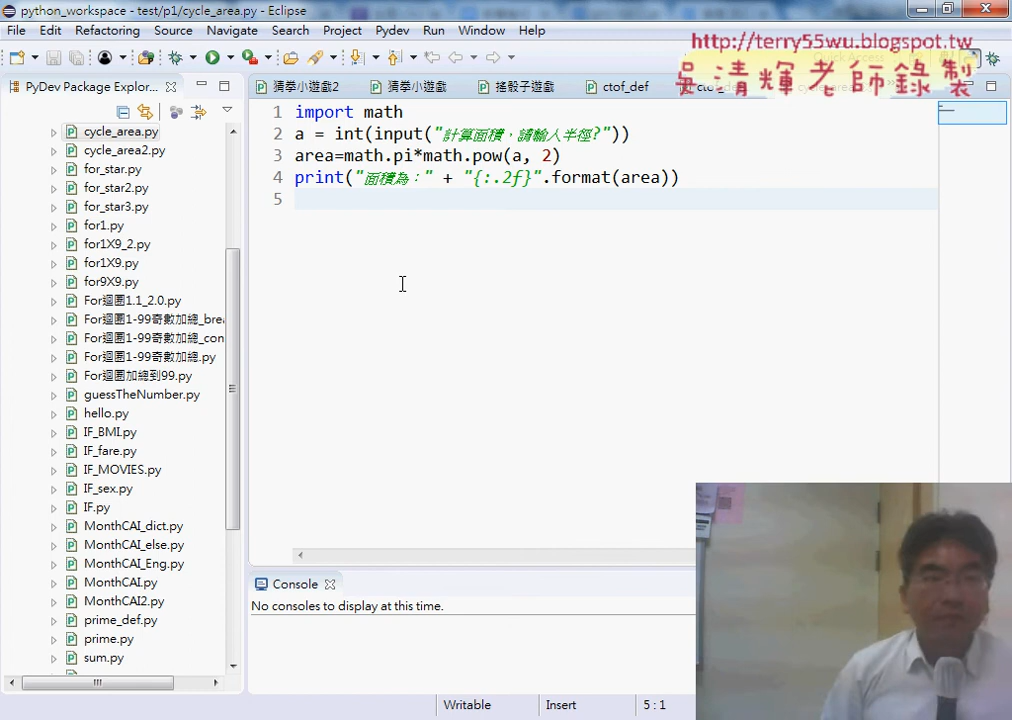 python_workspace - test/p1/cycle_area.py - Eclipse
File Edit Refactoring Source Navigate Search Project Pydev Run Window Help
http://terry55wu.blogspot.tw
吳清輝老師錄製
PyDev Package Explor...
猜拳小遊戲2 猜拳小遊戲 搖骰子遊戲 ctof_def
cycle_area.py
cycle_area2.py
for_star.py
for_star2.py
for_star3.py
for1.py
for1X9_2.py
for1X9.py
for9X9.py
For迴圈1.1_2.0.py
For迴圈1-99奇數加總_brea
For迴圈1-99奇數加總_con
For迴圈1-99奇數加總.py
For迴圈加總到99.py
guessTheNumber.py
hello.py
IF_BMI.py
IF_fare.py
IF_MOVIES.py
IF_sex.py
IF.py
MonthCAI_dict.py
MonthCAI_else.py
MonthCAI_Eng.py
MonthCAI.py
MonthCAI2.py
prime_def.py
prime.py
sum.py
1 import math
2 a = int(input("計算面積，請輸入半徑?"))
3 area=math.pi*math.pow(a, 2)
4 print("面積為：" + "{:.2f}".format(area))
5
Console
No consoles to display at this time.
Writable Insert 5 : 1